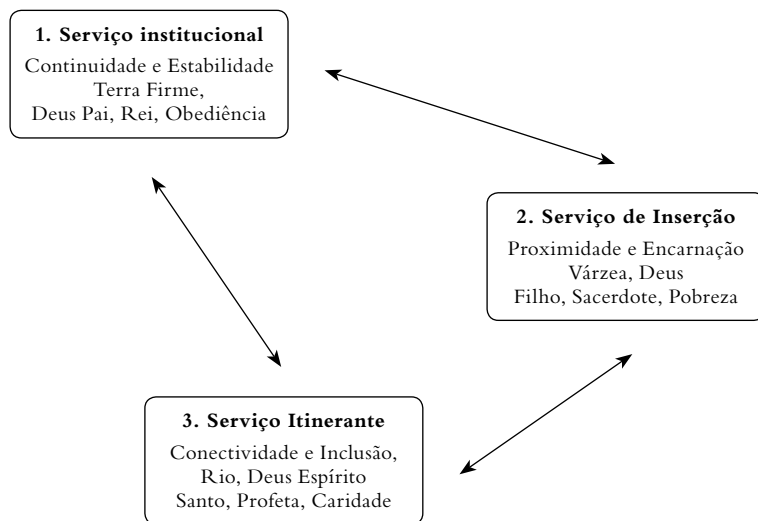 1. Serviço institucional
Continuidade e Estabilidade
Terra Firme,
Deus Pai, Rei, Obediência
2. Serviço de Inserção
Proximidade e Encarnação
Várzea, Deus
Filho, Sacerdote, Pobreza
3. Serviço Itinerante
Conectividade e Inclusão,
Rio, Deus Espírito
Santo, Profeta, Caridade